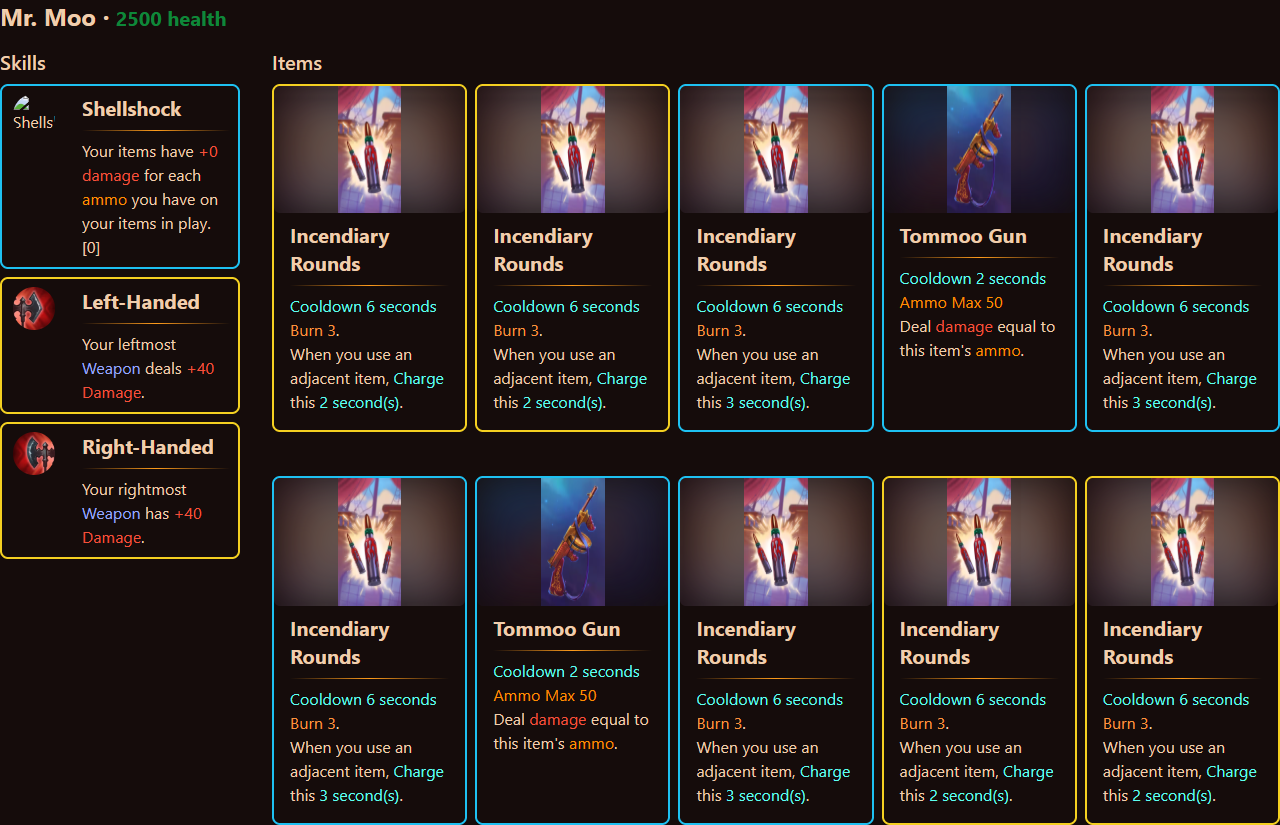 Mr. Moo · 2500 health
Skills
Shells
Shellshock
Your items have +0
damage for each
ammo you have on
your items in play.
[0]
Left-Handed
Your leftmost
Weapon deals +40
Damage.
Right-Handed
Your rightmost
Weapon has +40
Damage.
Items
Incendiary
Rounds
Cooldown 6 seconds
Burn 3.
When you use an
adjacent item, Charge
this 2 second(s).
Incendiary
Rounds
Cooldown 6 seconds
Burn 3.
When you use an
adjacent item, Charge
this 2 second(s).
Incendiary
Rounds
Cooldown 6 seconds
Burn 3.
When you use an
adjacent item, Charge
this 3 second(s).
Tommoo Gun
Cooldown 2 seconds
Ammo Max 50
Deal damage equal to
this item's ammo.
Incendiary
Rounds
Cooldown 6 seconds
Burn 3.
When you use an
adjacent item, Charge
this 3 second(s).
Incendiary
Rounds
Cooldown 6 seconds
Burn 3.
When you use an
adjacent item, Charge
this 3 second(s).
Tommoo Gun
Cooldown 2 seconds
Ammo Max 50
Deal damage equal to
this item's ammo.
Incendiary
Rounds
Cooldown 6 seconds
Burn 3.
When you use an
adjacent item, Charge
this 3 second(s).
Incendiary
Rounds
Cooldown 6 seconds
Burn 3.
When you use an
adjacent item, Charge
this 2 second(s).
Incendiary
Rounds
Cooldown 6 seconds
Burn 3.
When you use an
adjacent item, Charge
this 2 second(s).